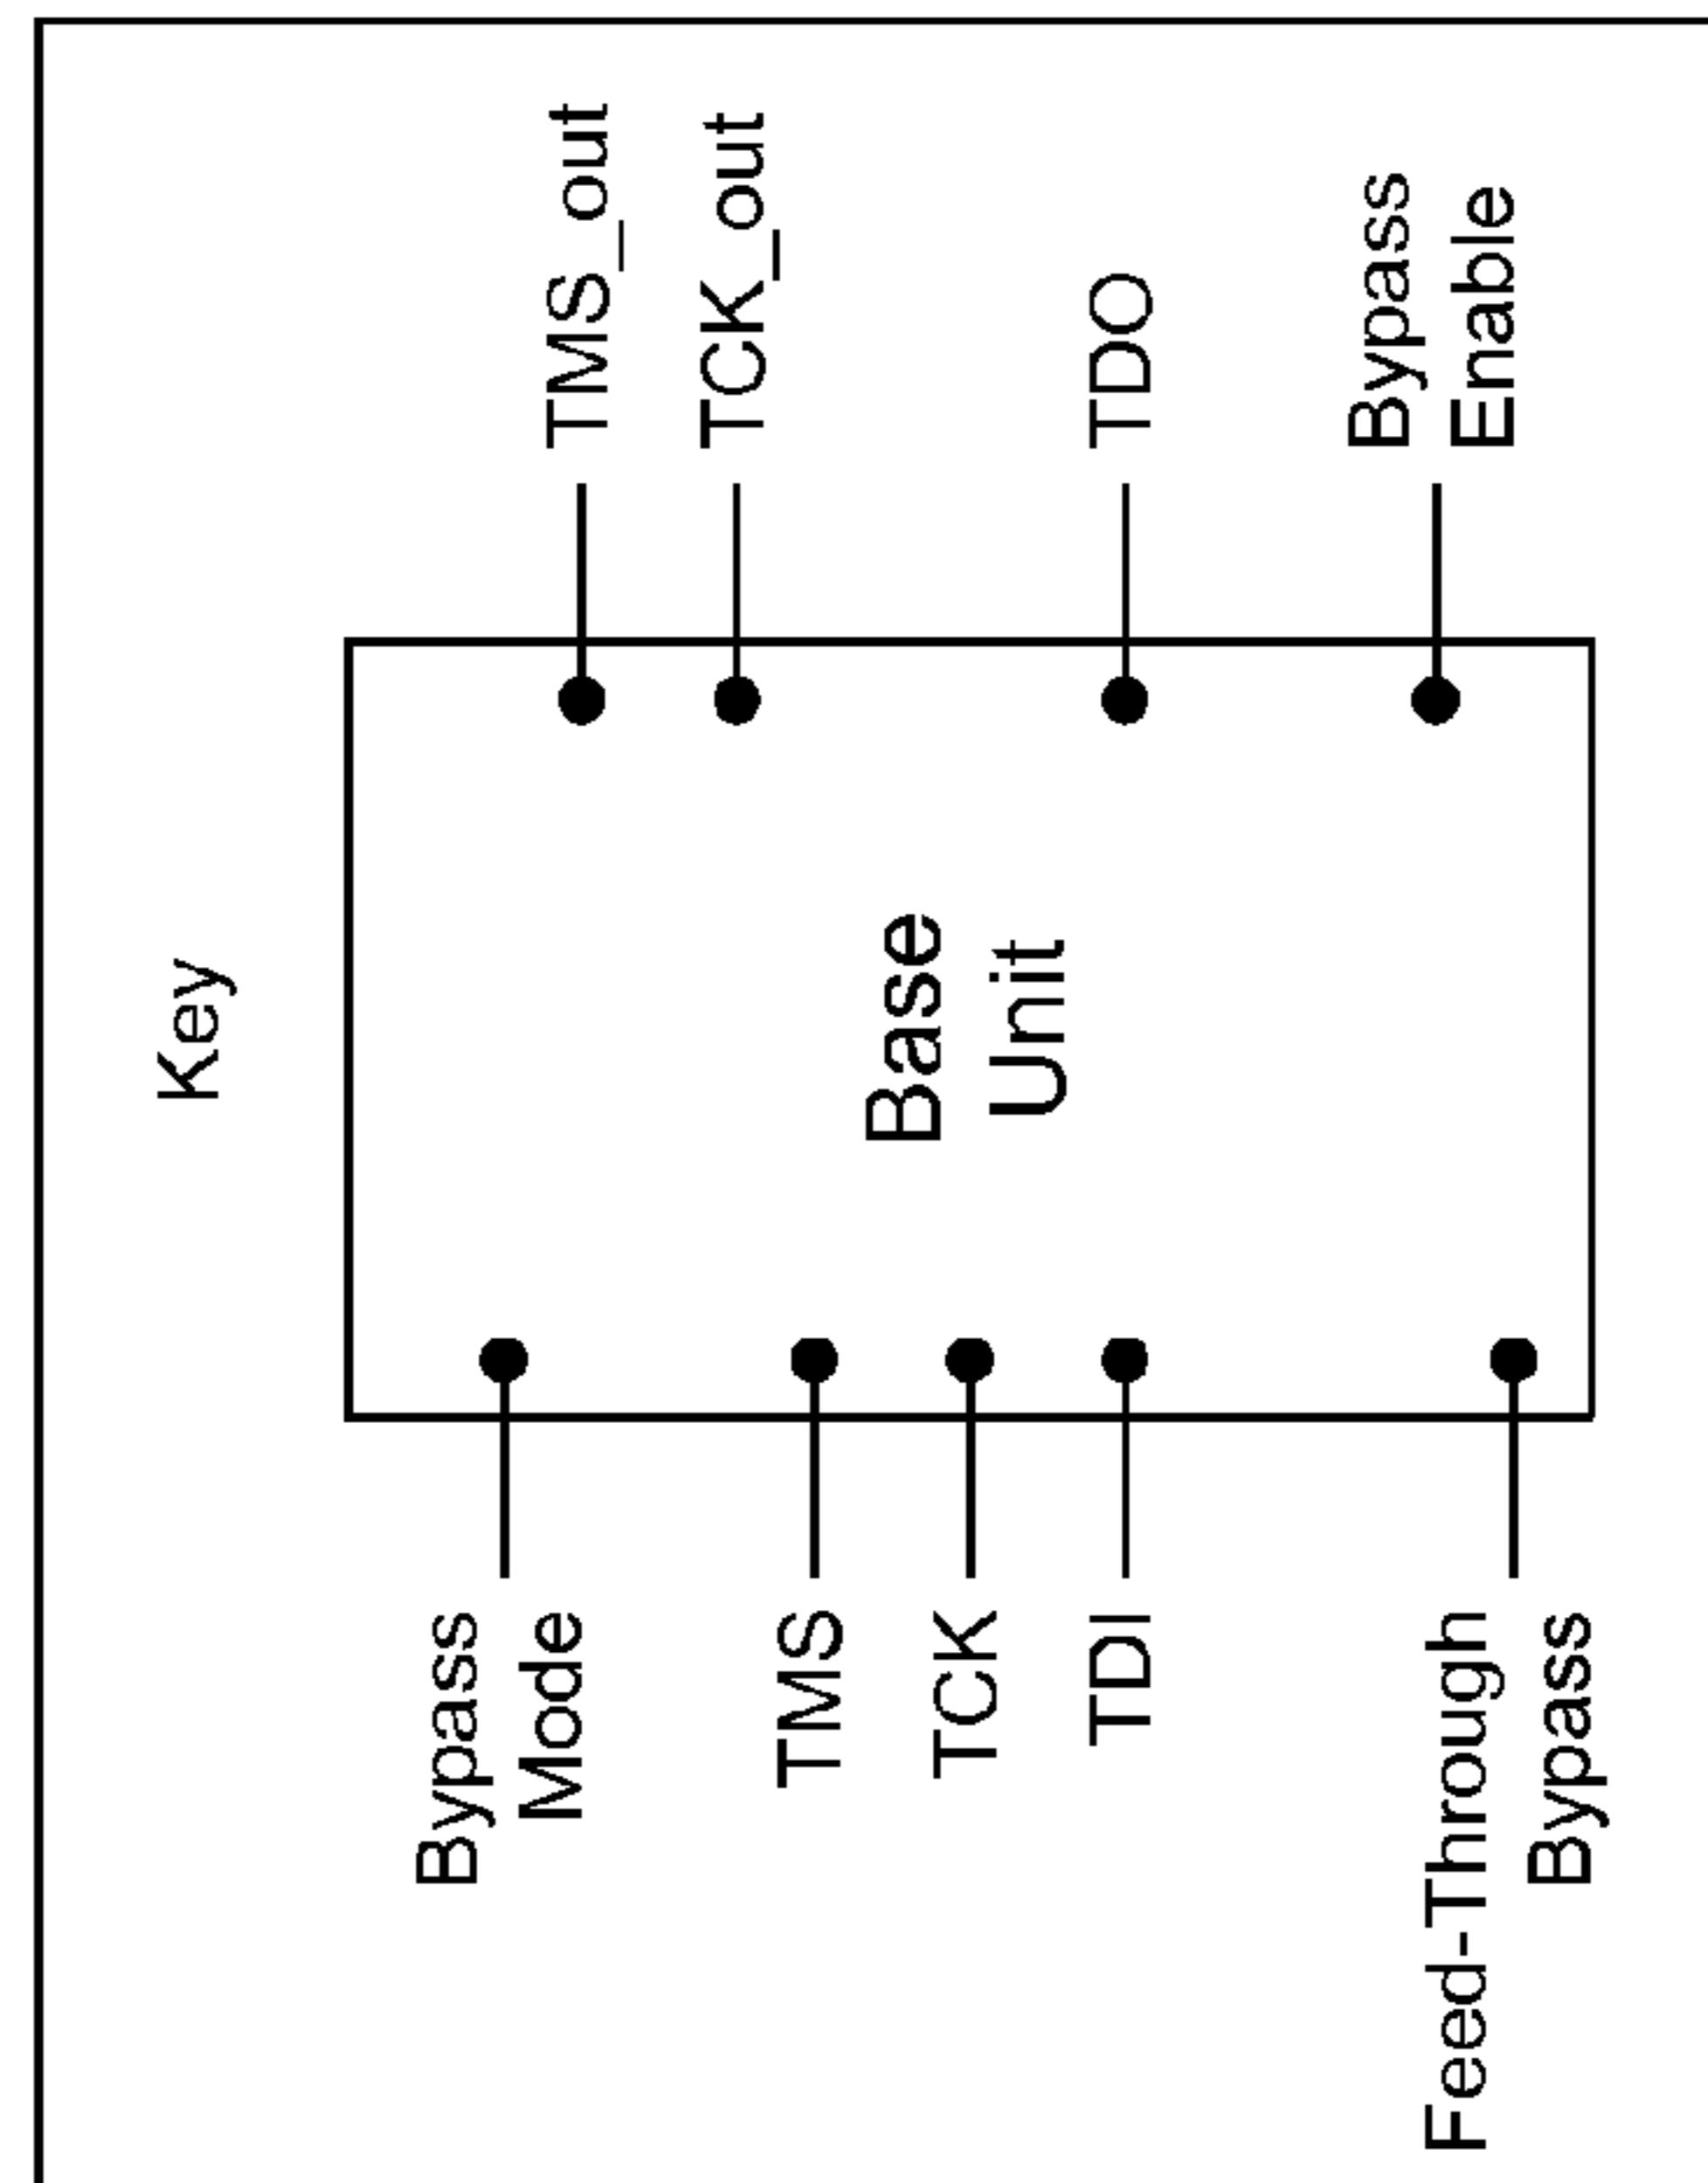 Key
Bypass
Mode
TMS
TCK
TDI
Feed-Through
Bypass
Base
Unit
TMS_out
TCK_out
TDO
Bypass
Enable